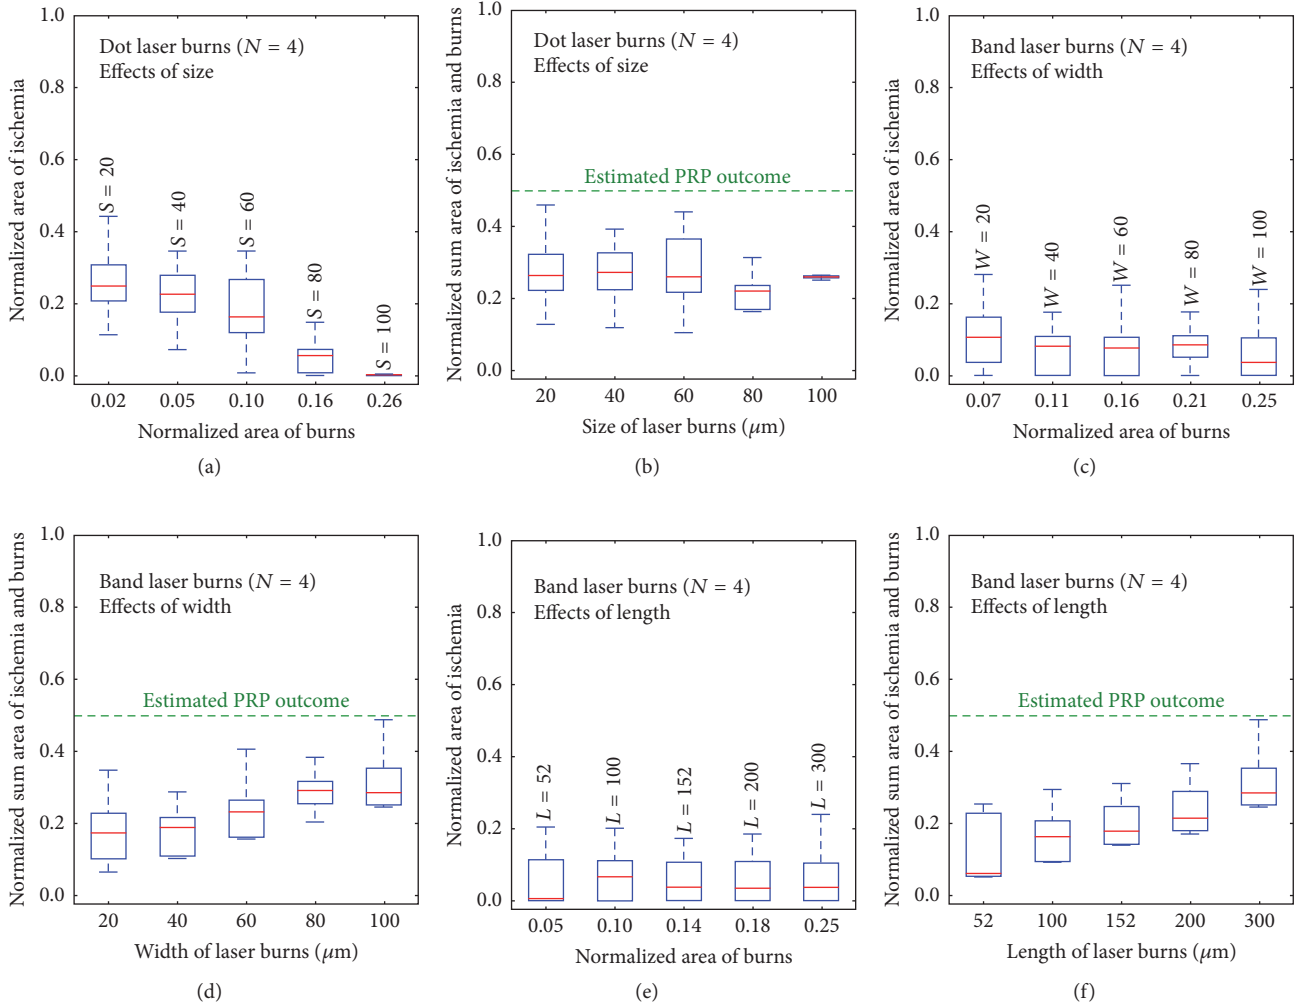 Normalized area of ischemia
1.0
0.8
0.6
0.4
0.2
0.0
Dot laser burns (N = 4)
Effects of size
S = 20
S = 40
S = 60
S = 80
S = 100
0.02 0.05 0.10 0.16 0.26
Normalized area of burns
(a)
Normalized sum area of ischemia and burns
1.0
0.8
0.6
0.4
0.2
0.0
Dot laser burns (N = 4)
Effects of size
Estimated PRP outcome
20 40 60 80 100
Size of laser burns (μm)
(b)
Normalized area of ischemia
1.0
0.8
0.6
0.4
0.2
0.0
Band laser burns (N = 4)
Effects of width
W = 20
W = 40
W = 60
W = 80
W = 100
0.07 0.11 0.16 0.21 0.25
Normalized area of burns
(c)
Normalized sum area of ischemia and burns
1.0
0.8
0.6
0.4
0.2
0.0
Band laser burns (N = 4)
Effects of width
Estimated PRP outcome
20 40 60 80 100
Width of laser burns (μm)
(d)
Normalized area of ischemia
1.0
0.8
0.6
0.4
0.2
0.0
Band laser burns (N = 4)
Effects of length
L = 52
L = 100
L = 152
L = 200
L = 300
0.05 0.10 0.14 0.18 0.25
Normalized area of burns
(e)
Normalized sum area of ischemia and burns
1.0
0.8
0.6
0.4
0.2
0.0
Band laser burns (N = 4)
Effects of length
Estimated PRP outcome
52 100 152 200 300
Length of laser burns (μm)
(f)